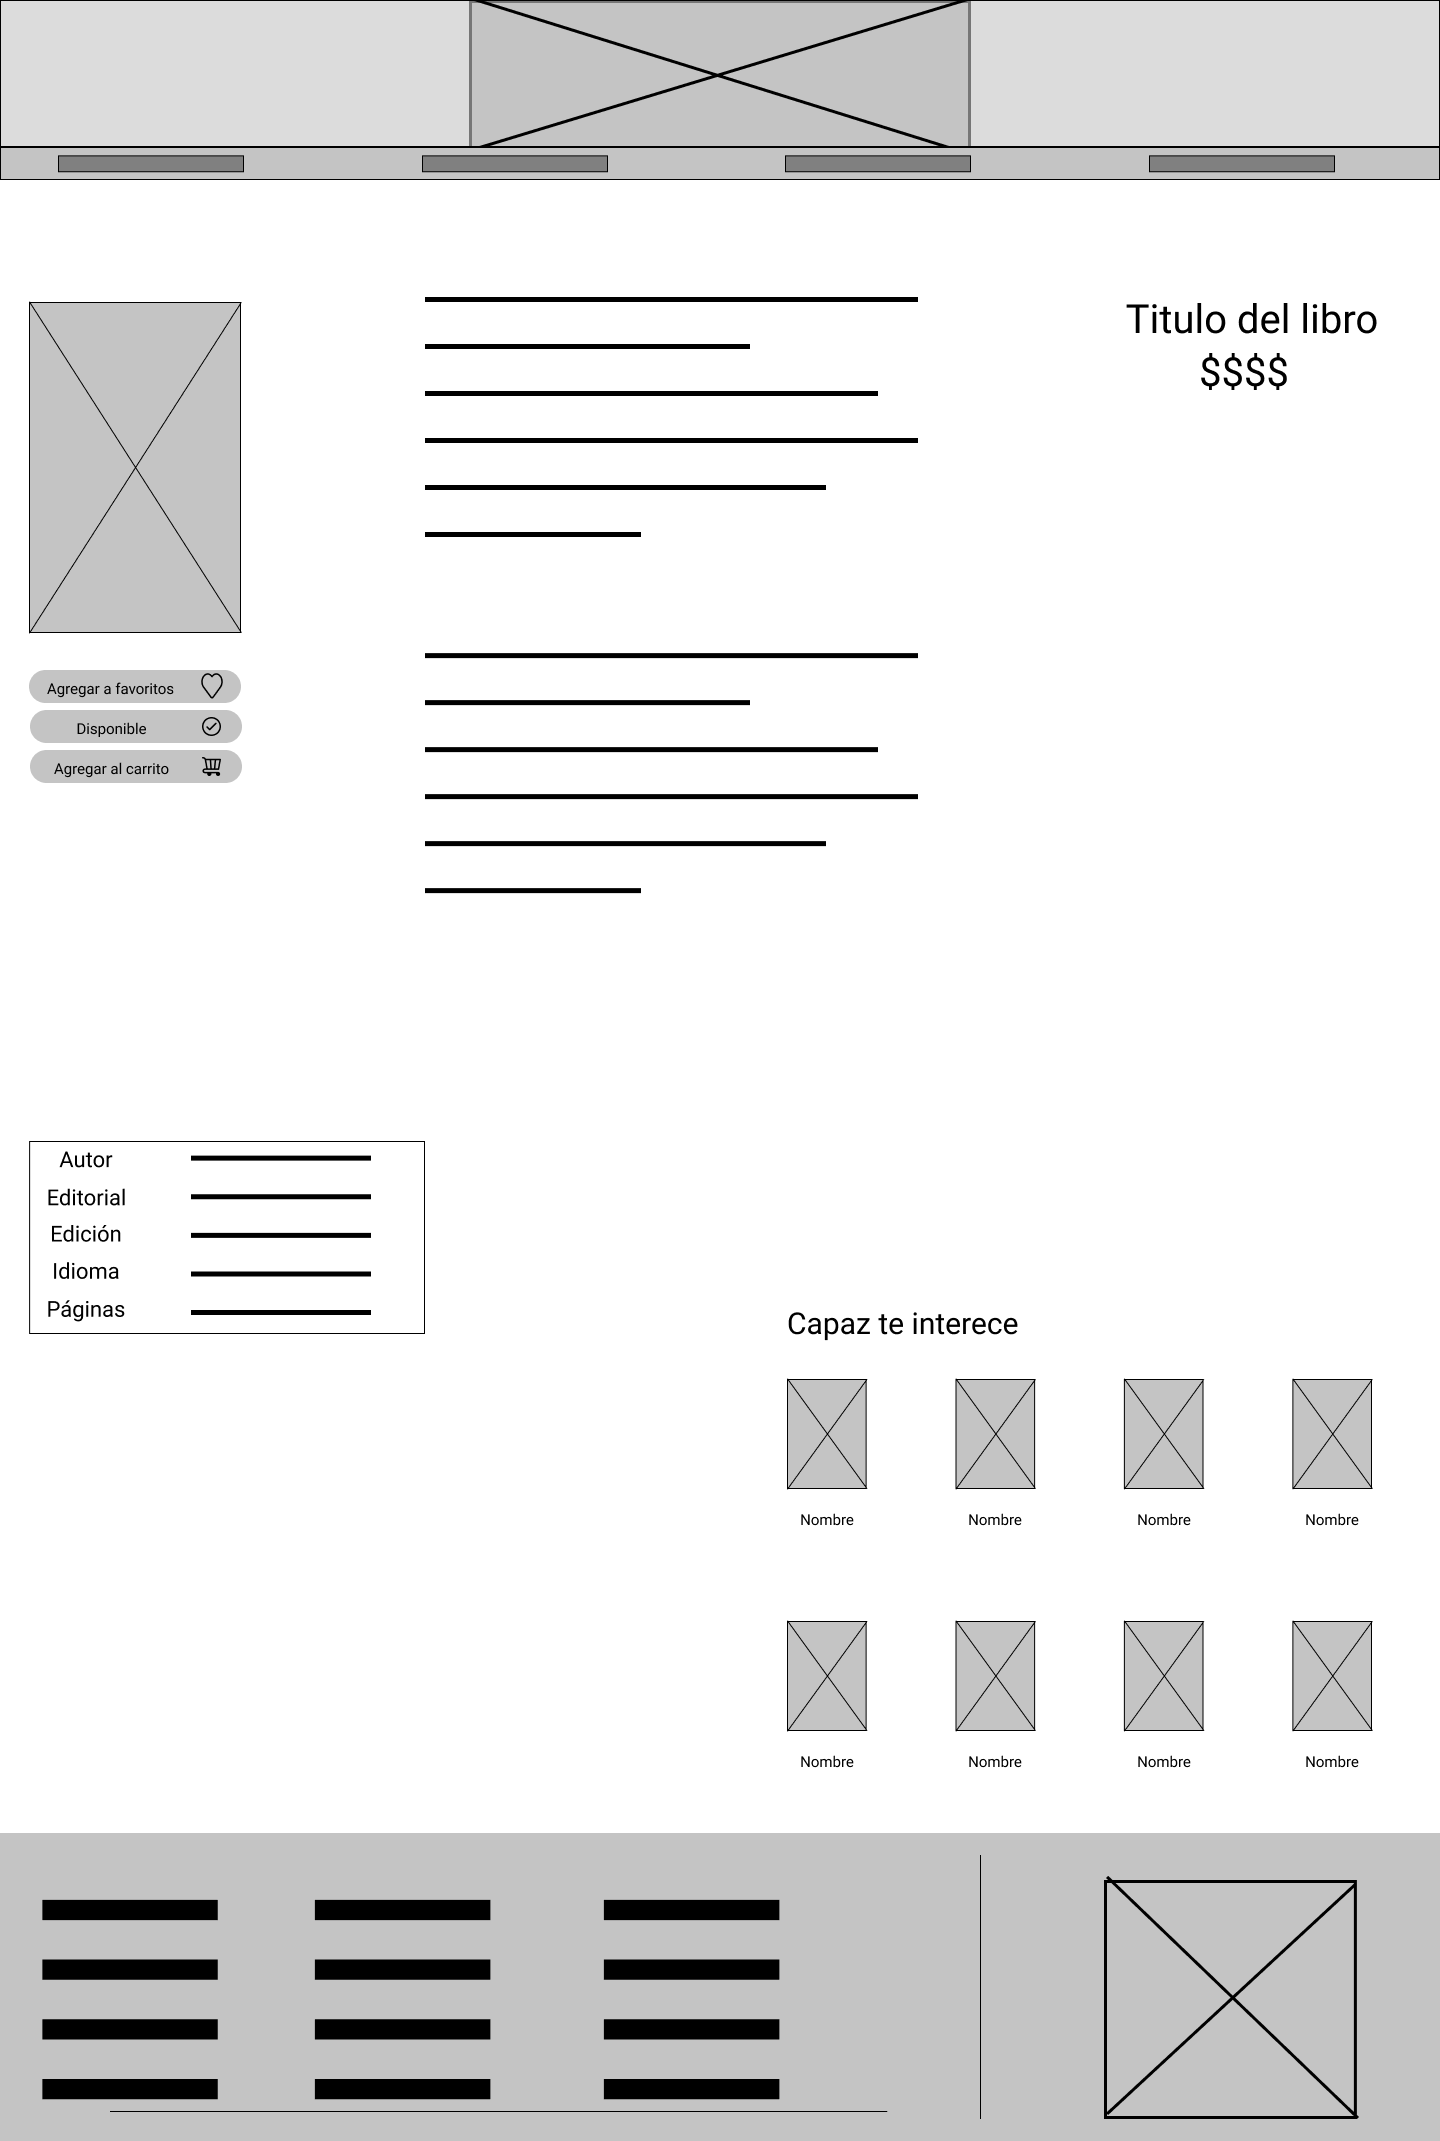 Titulo del libro
$$$$
Agregar a favoritos
Disponible
Agregar al carrito
Autor
Editorial
Edición
Idioma
Páginas
Capaz te interece
Nombre Nombre Nombre Nombre
Nombre Nombre Nombre Nombre